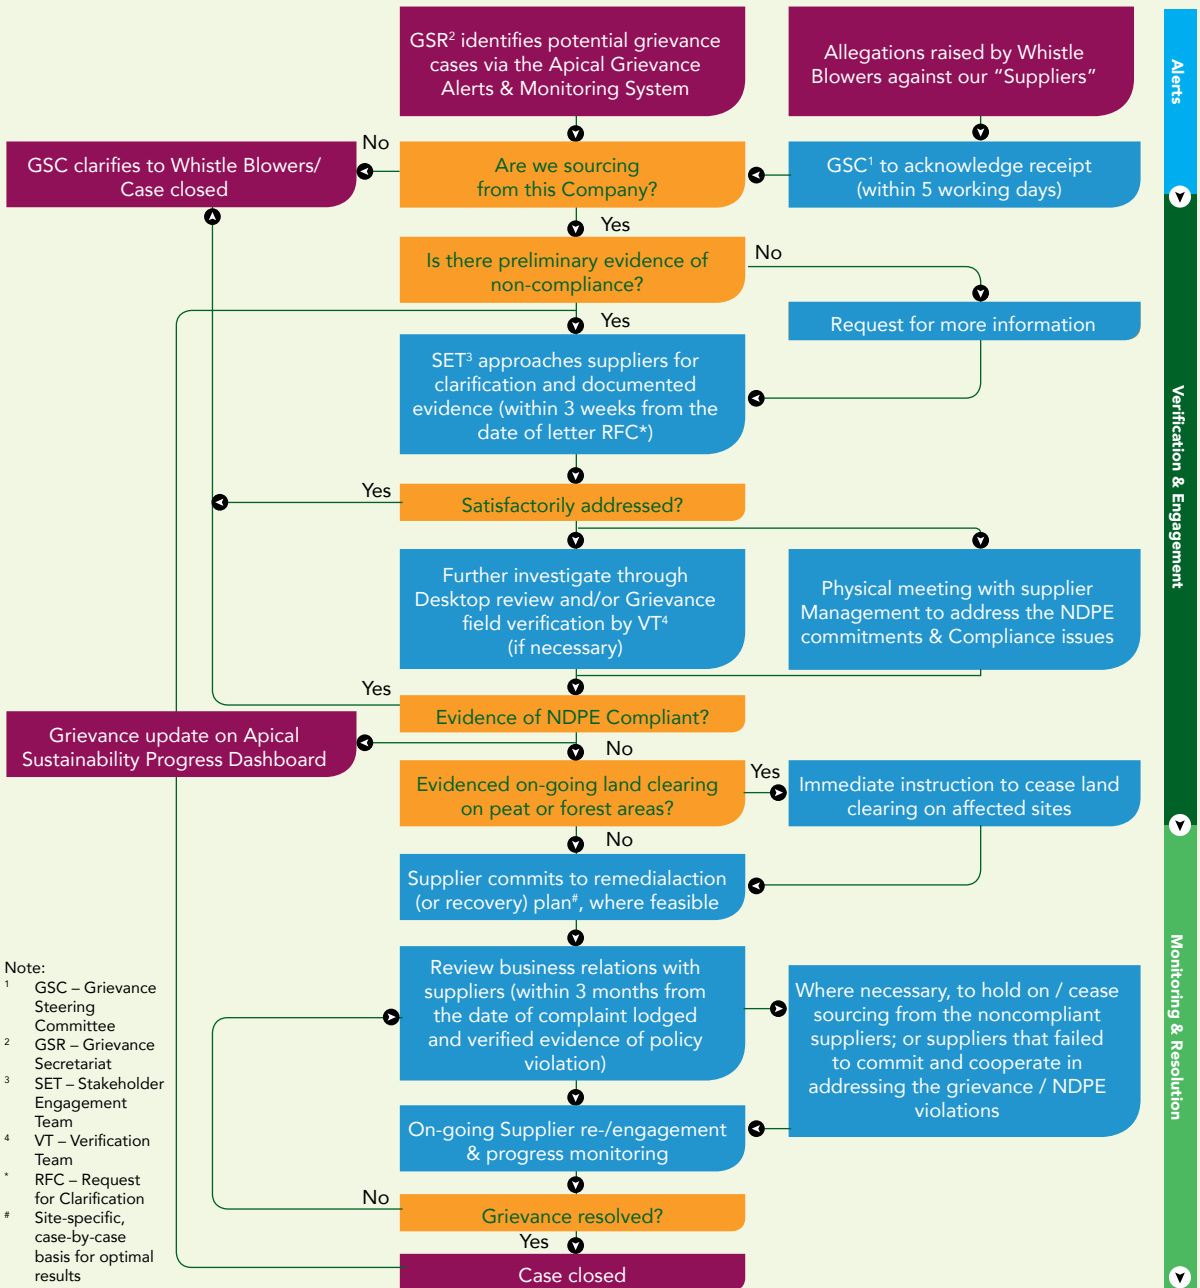 GSR² identifies potential grievance
cases via the Apical Grievance
Alerts & Monitoring System
Allegations raised by Whistle
Blowers against our “Suppliers”
Alerts
No
GSC clarifies to Whistle Blowers/
Case closed
Are we sourcing
from this Company?
GSC¹ to acknowledge receipt
(within 5 working days)
Yes
Is there preliminary evidence of
non-compliance?
No
Yes
Request for more information
SET³ approaches suppliers for
clarification and documented
evidence (within 3 weeks from the
date of letter RFC*)
Verification & Engagement
Yes
Satisfactorily addressed?
Further investigate through
Desktop review and/or Grievance
field verification by VT⁴
(if necessary)
Physical meeting with supplier
Management to address the NDPE
commitments & Compliance issues
Yes
Evidence of NDPE Compliant?
Grievance update on Apical
Sustainability Progress Dashboard
No
Evidenced on-going land clearing
on peat or forest areas?
Yes
Immediate instruction to cease land
clearing on affected sites
No
Supplier commits to remedialaction
(or recovery) plan#, where feasible
Monitoring & Resolution
Review business relations with
suppliers (within 3 months from
the date of complaint lodged
and verified evidence of policy
violation)
Where necessary, to hold on / cease
sourcing from the noncompliant
suppliers; or suppliers that failed
to commit and cooperate in
addressing the grievance / NDPE
violations
On-going Supplier re-/engagement
& progress monitoring
No
Grievance resolved?
Yes
Case closed
Note:
¹ GSC – Grievance
Steering
Committee
² GSR – Grievance
Secretariat
³ SET – Stakeholder
Engagement
Team
⁴ VT – Verification
Team
* RFC – Request
for Clarification
# Site-specific,
case-by-case
basis for optimal
results